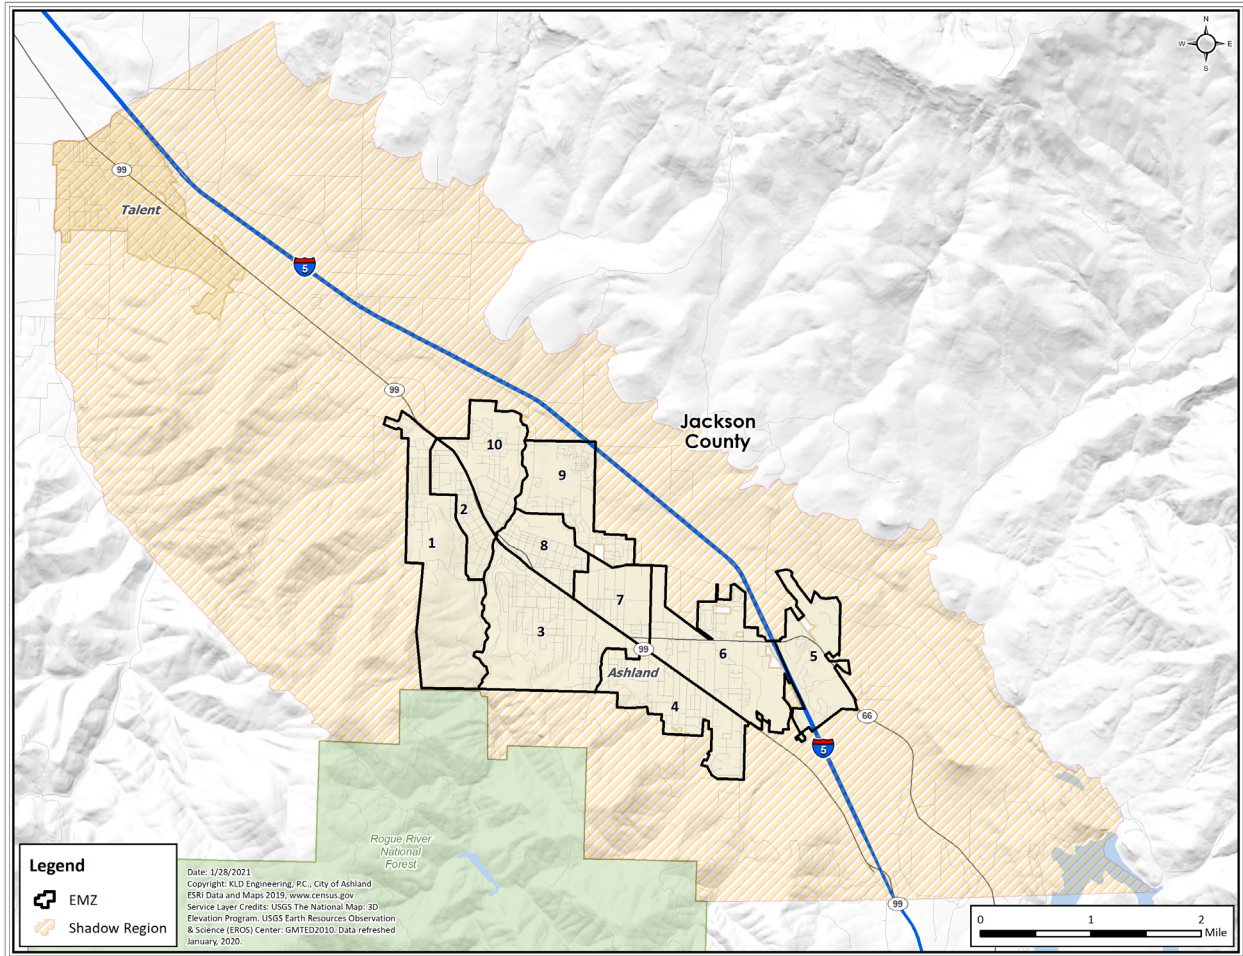 N
W
E
S
99
Talent
5
99
Jackson
County
10
9
2
1
8
7
3
99
6
5
Ashland
4
66
5
Rogue River
National
Forest
99
Legend
EMZ
Shadow Region
Date: 1/28/2021
Copyright: KLD Engineering, P.C., City of Ashland
ESRI Data and Maps 2019, www.census.gov
Service Layer Credits: USGS The National Map: 3D
Elevation Program. USGS Earth Resources Observation
& Science (EROS) Center: GMTED2010. Data refreshed
January, 2020.
0 1 2
Mile